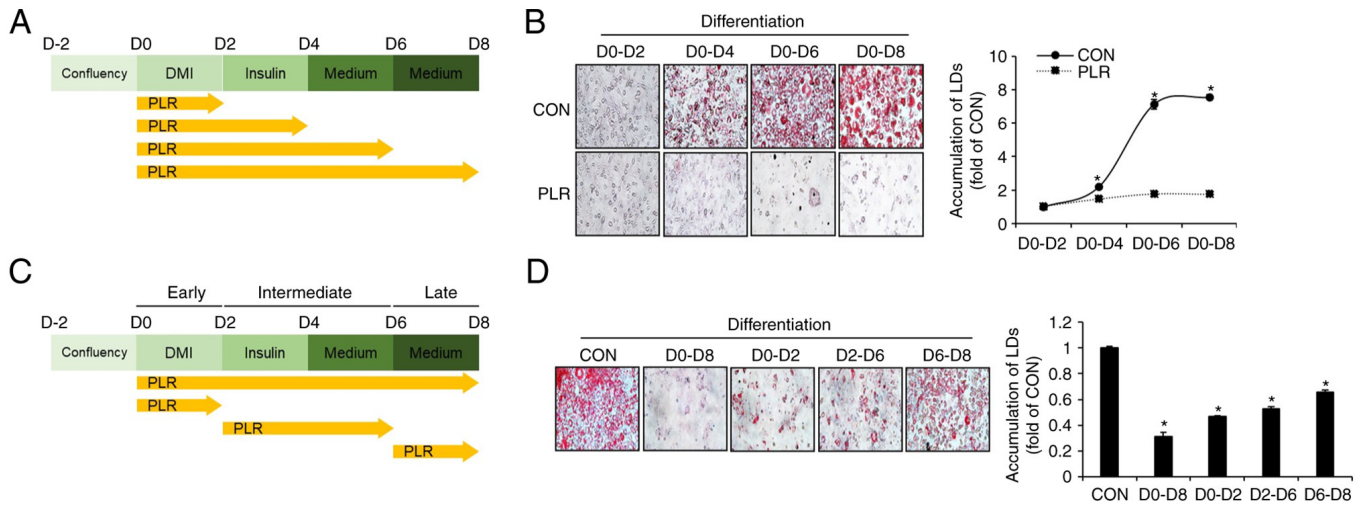 A
D-2 D0 D2 D4 D6 D8
Confluency DMI Insulin Medium Medium
PLR
PLR
PLR
PLR
B
Differentiation
D0-D2 D0-D4 D0-D6 D0-D8
CON
PLR
CON
PLR
Accumulation of LDs
(fold of CON)
10
8
6
4
2
0
* * *
D0-D2 D0-D4 D0-D6 D0-D8
C
Early Intermediate Late
D-2 D0 D2 D4 D6 D8
Confluency DMI Insulin Medium Medium
PLR
PLR
PLR
PLR
D
Differentiation
CON D0-D8 D0-D2 D2-D6 D6-D8
Accumulation of LDs
(fold of CON)
1.2
1
0.8
0.6
0.4
0.2
0
* * * *
CON D0-D8 D0-D2 D2-D6 D6-D8